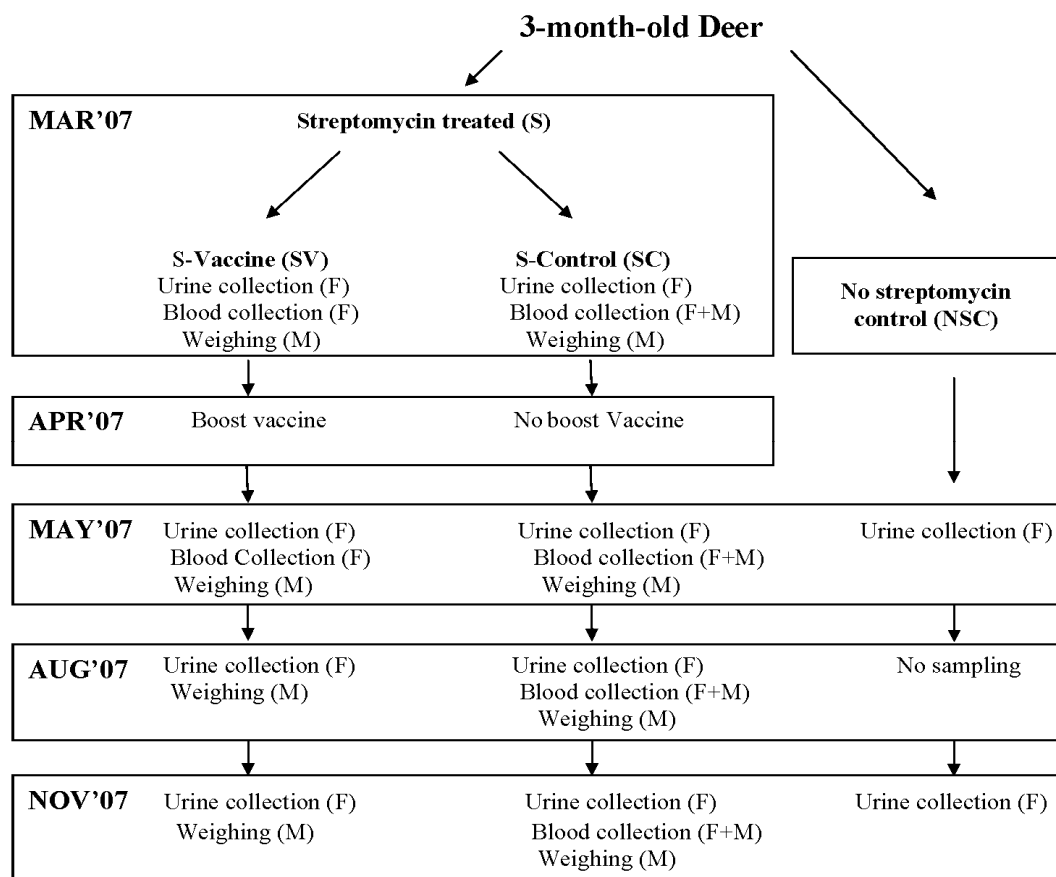 3-month-old Deer
MAR'07
Streptomycin treated (S)
S-Vaccine (SV)
Urine collection (F)
Blood collection (F)
Weighing (M)
S-Control (SC)
Urine collection (F)
Blood collection (F+M)
Weighing (M)
No streptomycin
control (NSC)
APR'07
Boost vaccine
No boost Vaccine
MAY'07
Urine collection (F)
Blood Collection (F)
Weighing (M)
Urine collection (F)
Blood collection (F+M)
Weighing (M)
Urine collection (F)
AUG'07
Urine collection (F)
Weighing (M)
Urine collection (F)
Blood collection (F+M)
Weighing (M)
No sampling
NOV'07
Urine collection (F)
Weighing (M)
Urine collection (F)
Blood collection (F+M)
Weighing (M)
Urine collection (F)